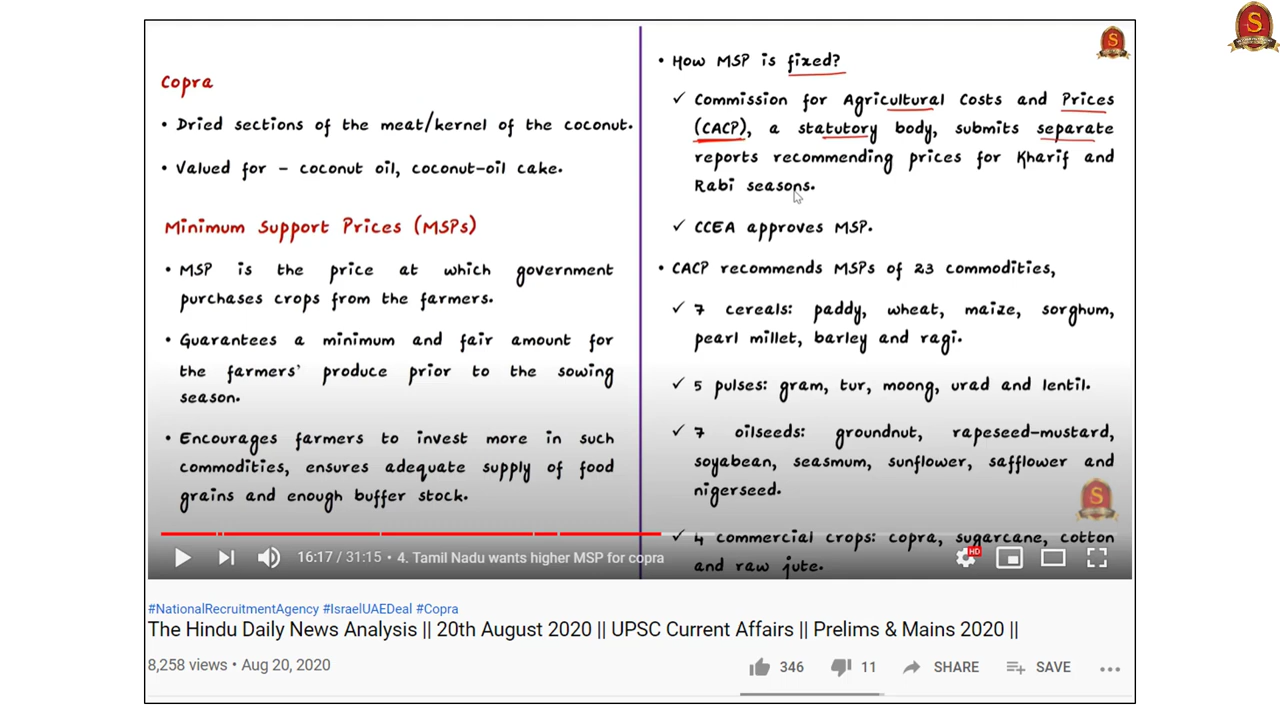 Copra
• Dried sections of the meat/kernel of the coconut.
• Valued for – coconut oil, coconut-oil cake.
Minimum Support Prices (MSPs)
• MSP is the price at which government
purchases crops from the farmers.
• Guarantees a minimum and fair amount for
the farmers' produce prior to the sowing
season.
• Encourages farmers to invest more in such
commodities, ensures adequate supply of food
grains and enough buffer stock.
• How MSP is fixed?
✓ Commission for Agricultural Costs and Prices
(CACP), a statutory body, submits separate
reports recommending prices for Kharif and
Rabi seasons.
✓ CCEA approves MSP.
• CACP recommends MSPs of 23 commodities,
✓ 7 cereals: paddy, wheat, maize, sorghum,
pearl millet, barley and ragi.
✓ 5 pulses: gram, tur, moong, urad and lentil.
✓ 7 oilseeds: groundnut, rapeseed-mustard,
soyabean, seasmum, sunflower, safflower and
nigerseed.
✓ 4 commercial crops: copra, sugarcane, cotton
and raw jute.
S
S
S
16:17 / 31:15 • 4. Tamil Nadu wants higher MSP for copra
HD
#NationalRecruitmentAgency #IsraelUAEDeal #Copra
The Hindu Daily News Analysis || 20th August 2020 || UPSC Current Affairs || Prelims & Mains 2020 ||
8,258 views • Aug 20, 2020
346 11 SHARE SAVE